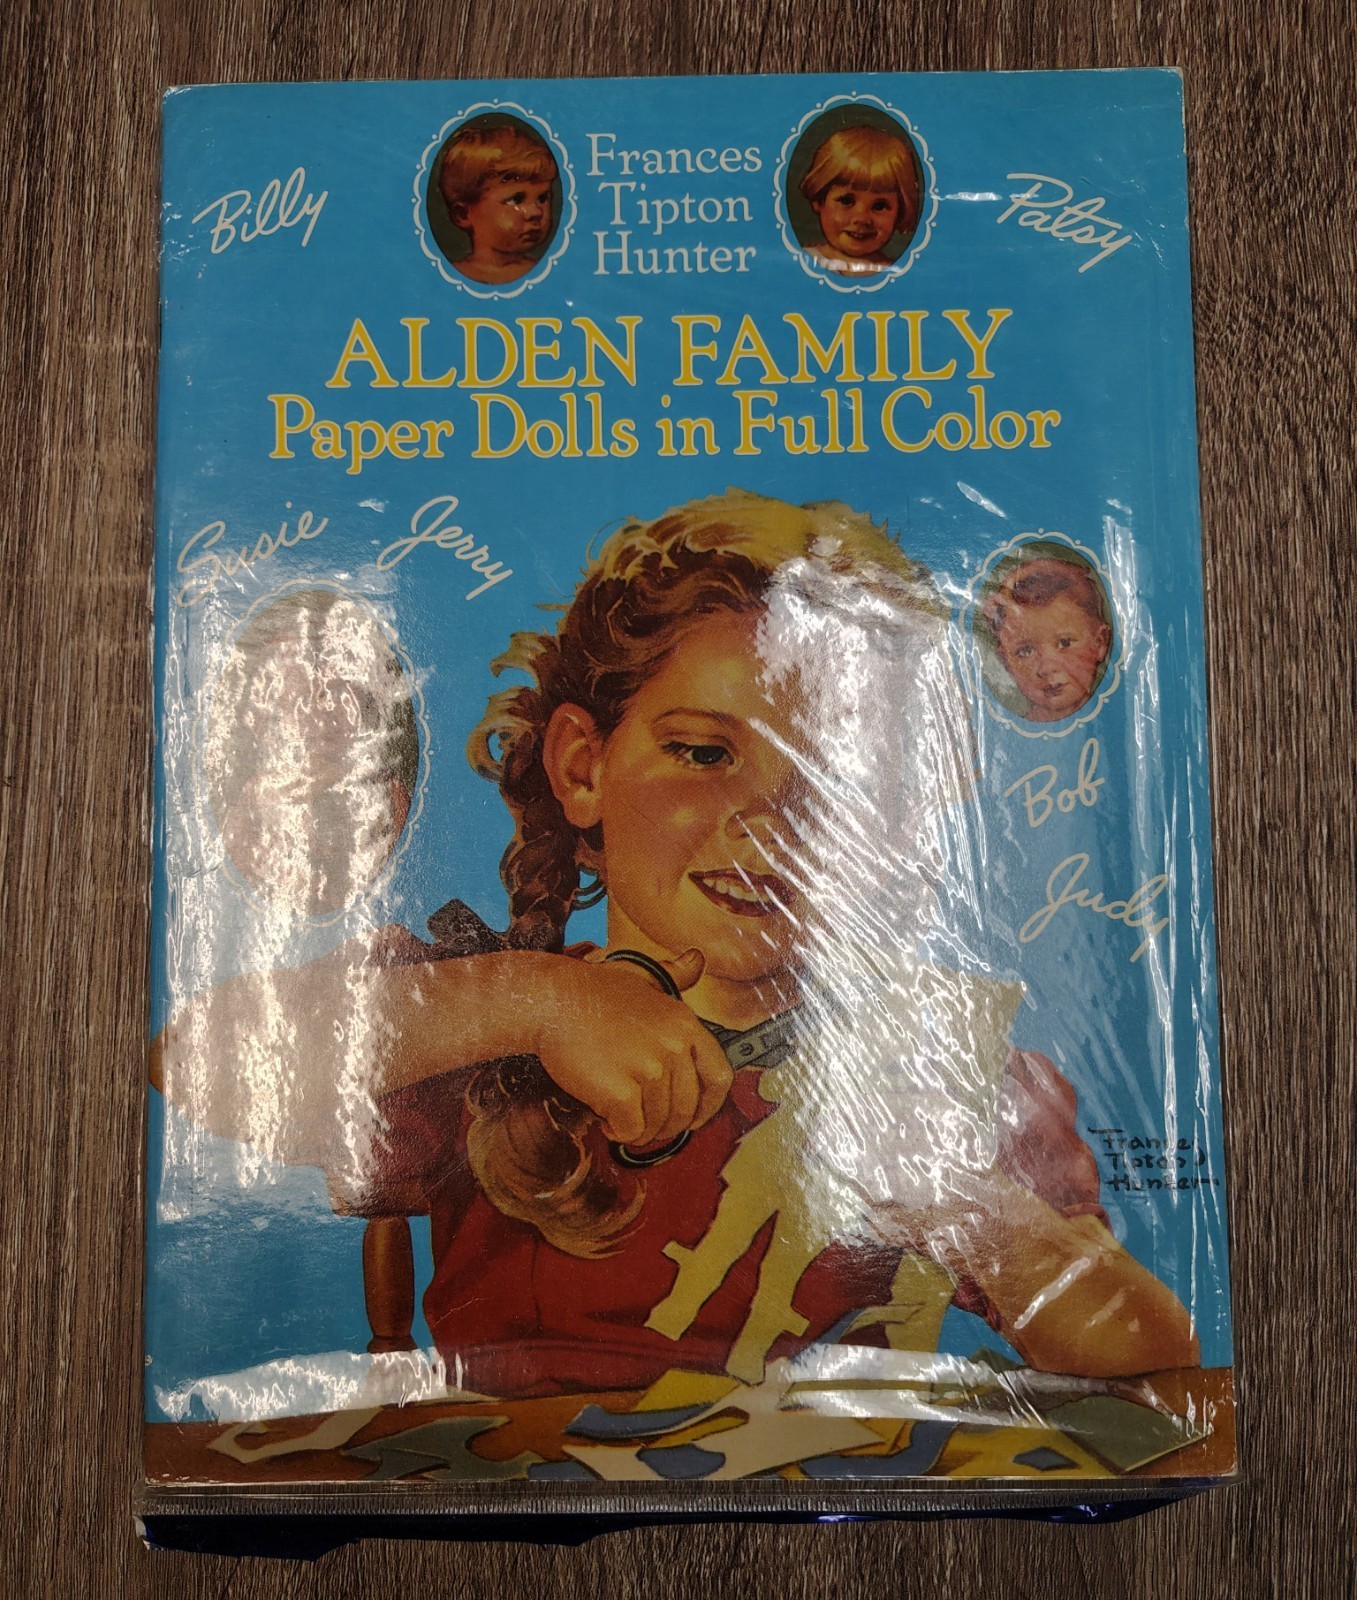 Billy
Frances
Tipton
Hunter
Patsy
ALDEN FAMILY
Paper Dolls in Full Color
Susie
Jerry
Bob
Judy
Frances
Tipton
Hunter